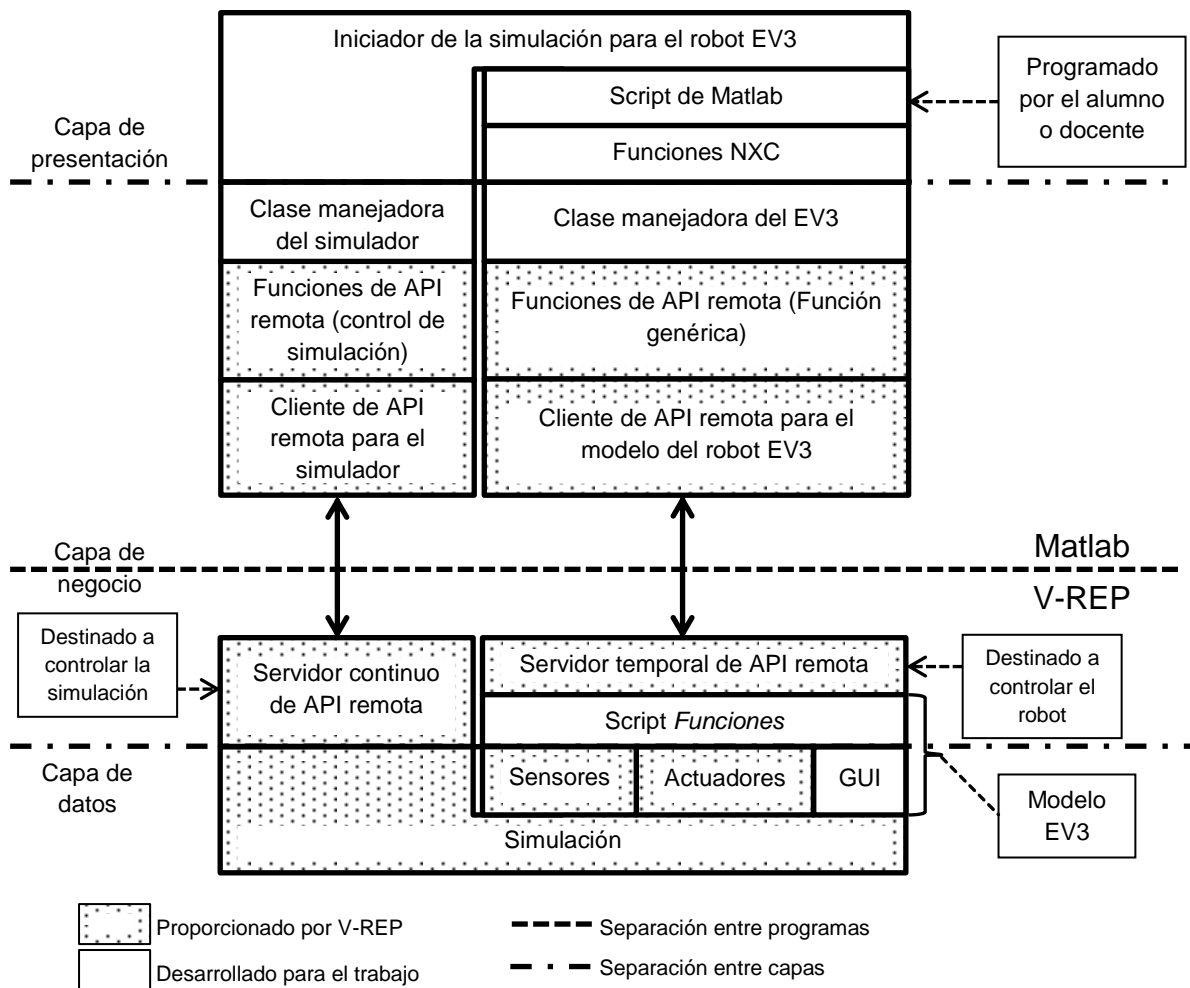 Iniciador de la simulación para el robot EV3
Script de Matlab
Funciones NXC
Programado
por el alumno
o docente
Capa de
presentación
Clase manejadora
del simulador
Clase manejadora del EV3
Funciones de API
remota (control de
simulación)
Funciones de API remota (Función
genérica)
Cliente de API
remota para el
simulador
Cliente de API remota para el
modelo del robot EV3
Capa de
negocio
Matlab
V-REP
Destinado a
controlar la
simulación
Servidor continuo
de API remota
Servidor temporal de API remota
Destinado a
controlar el
robot
Script Funciones
Capa de
datos
Sensores
Actuadores
GUI
Modelo
EV3
Simulación
Proporcionado por V-REP
Separación entre programas
Desarrollado para el trabajo
Separación entre capas